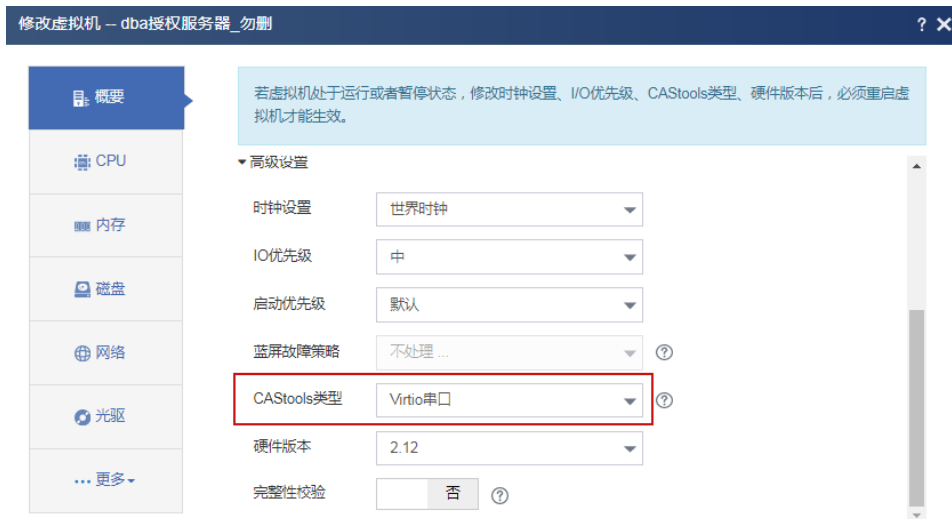 修改虚拟机 -- dba授权服务器_勿删
? ×
概要
CPU
内存
磁盘
网络
光驱
... 更多
若虚拟机处于运行或者暂停状态，修改时钟设置、I/O优先级、CAStools类型、硬件版本后，必须重启虚
拟机才能生效。
高级设置
时钟设置 世界时钟
IO优先级 中
启动优先级 默认
蓝屏故障策略 不处理 ... ?
CAStools类型 Virtio串口 ?
硬件版本 2.12
完整性校验 否 ?